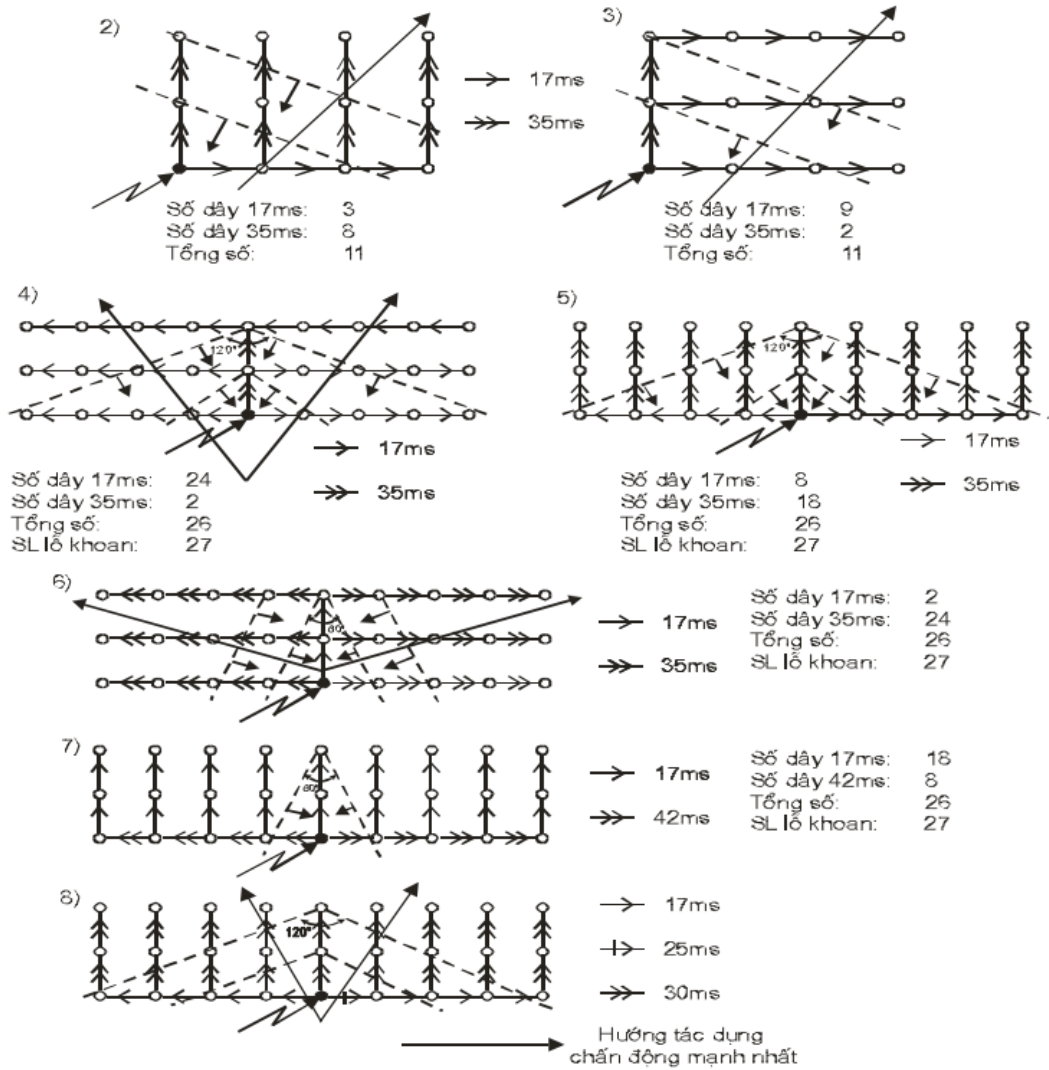 2)
17ms
35ms
Số dây 17ms: 3
Số dây 35ms: 8
Tổng số: 11
3)
Số dây 17ms: 9
Số dây 35ms: 2
Tổng số: 11
4)
120°
17ms
35ms
Số dây 17ms: 24
Số dây 35ms: 2
Tổng số: 26
SL lỗ khoan: 27
5)
120°
17ms
35ms
Số dây 17ms: 8
Số dây 35ms: 18
Tổng số: 26
SL lỗ khoan: 27
6)
60°
17ms
35ms
Số dây 17ms: 2
Số dây 35ms: 24
Tổng số: 26
SL lỗ khoan: 27
7)
60°
17ms
42ms
Số dây 17ms: 18
Số dây 42ms: 8
Tổng số: 26
SL lỗ khoan: 27
8)
120°
17ms
25ms
30ms
Hướng tác dụng
chấn động mạnh nhất